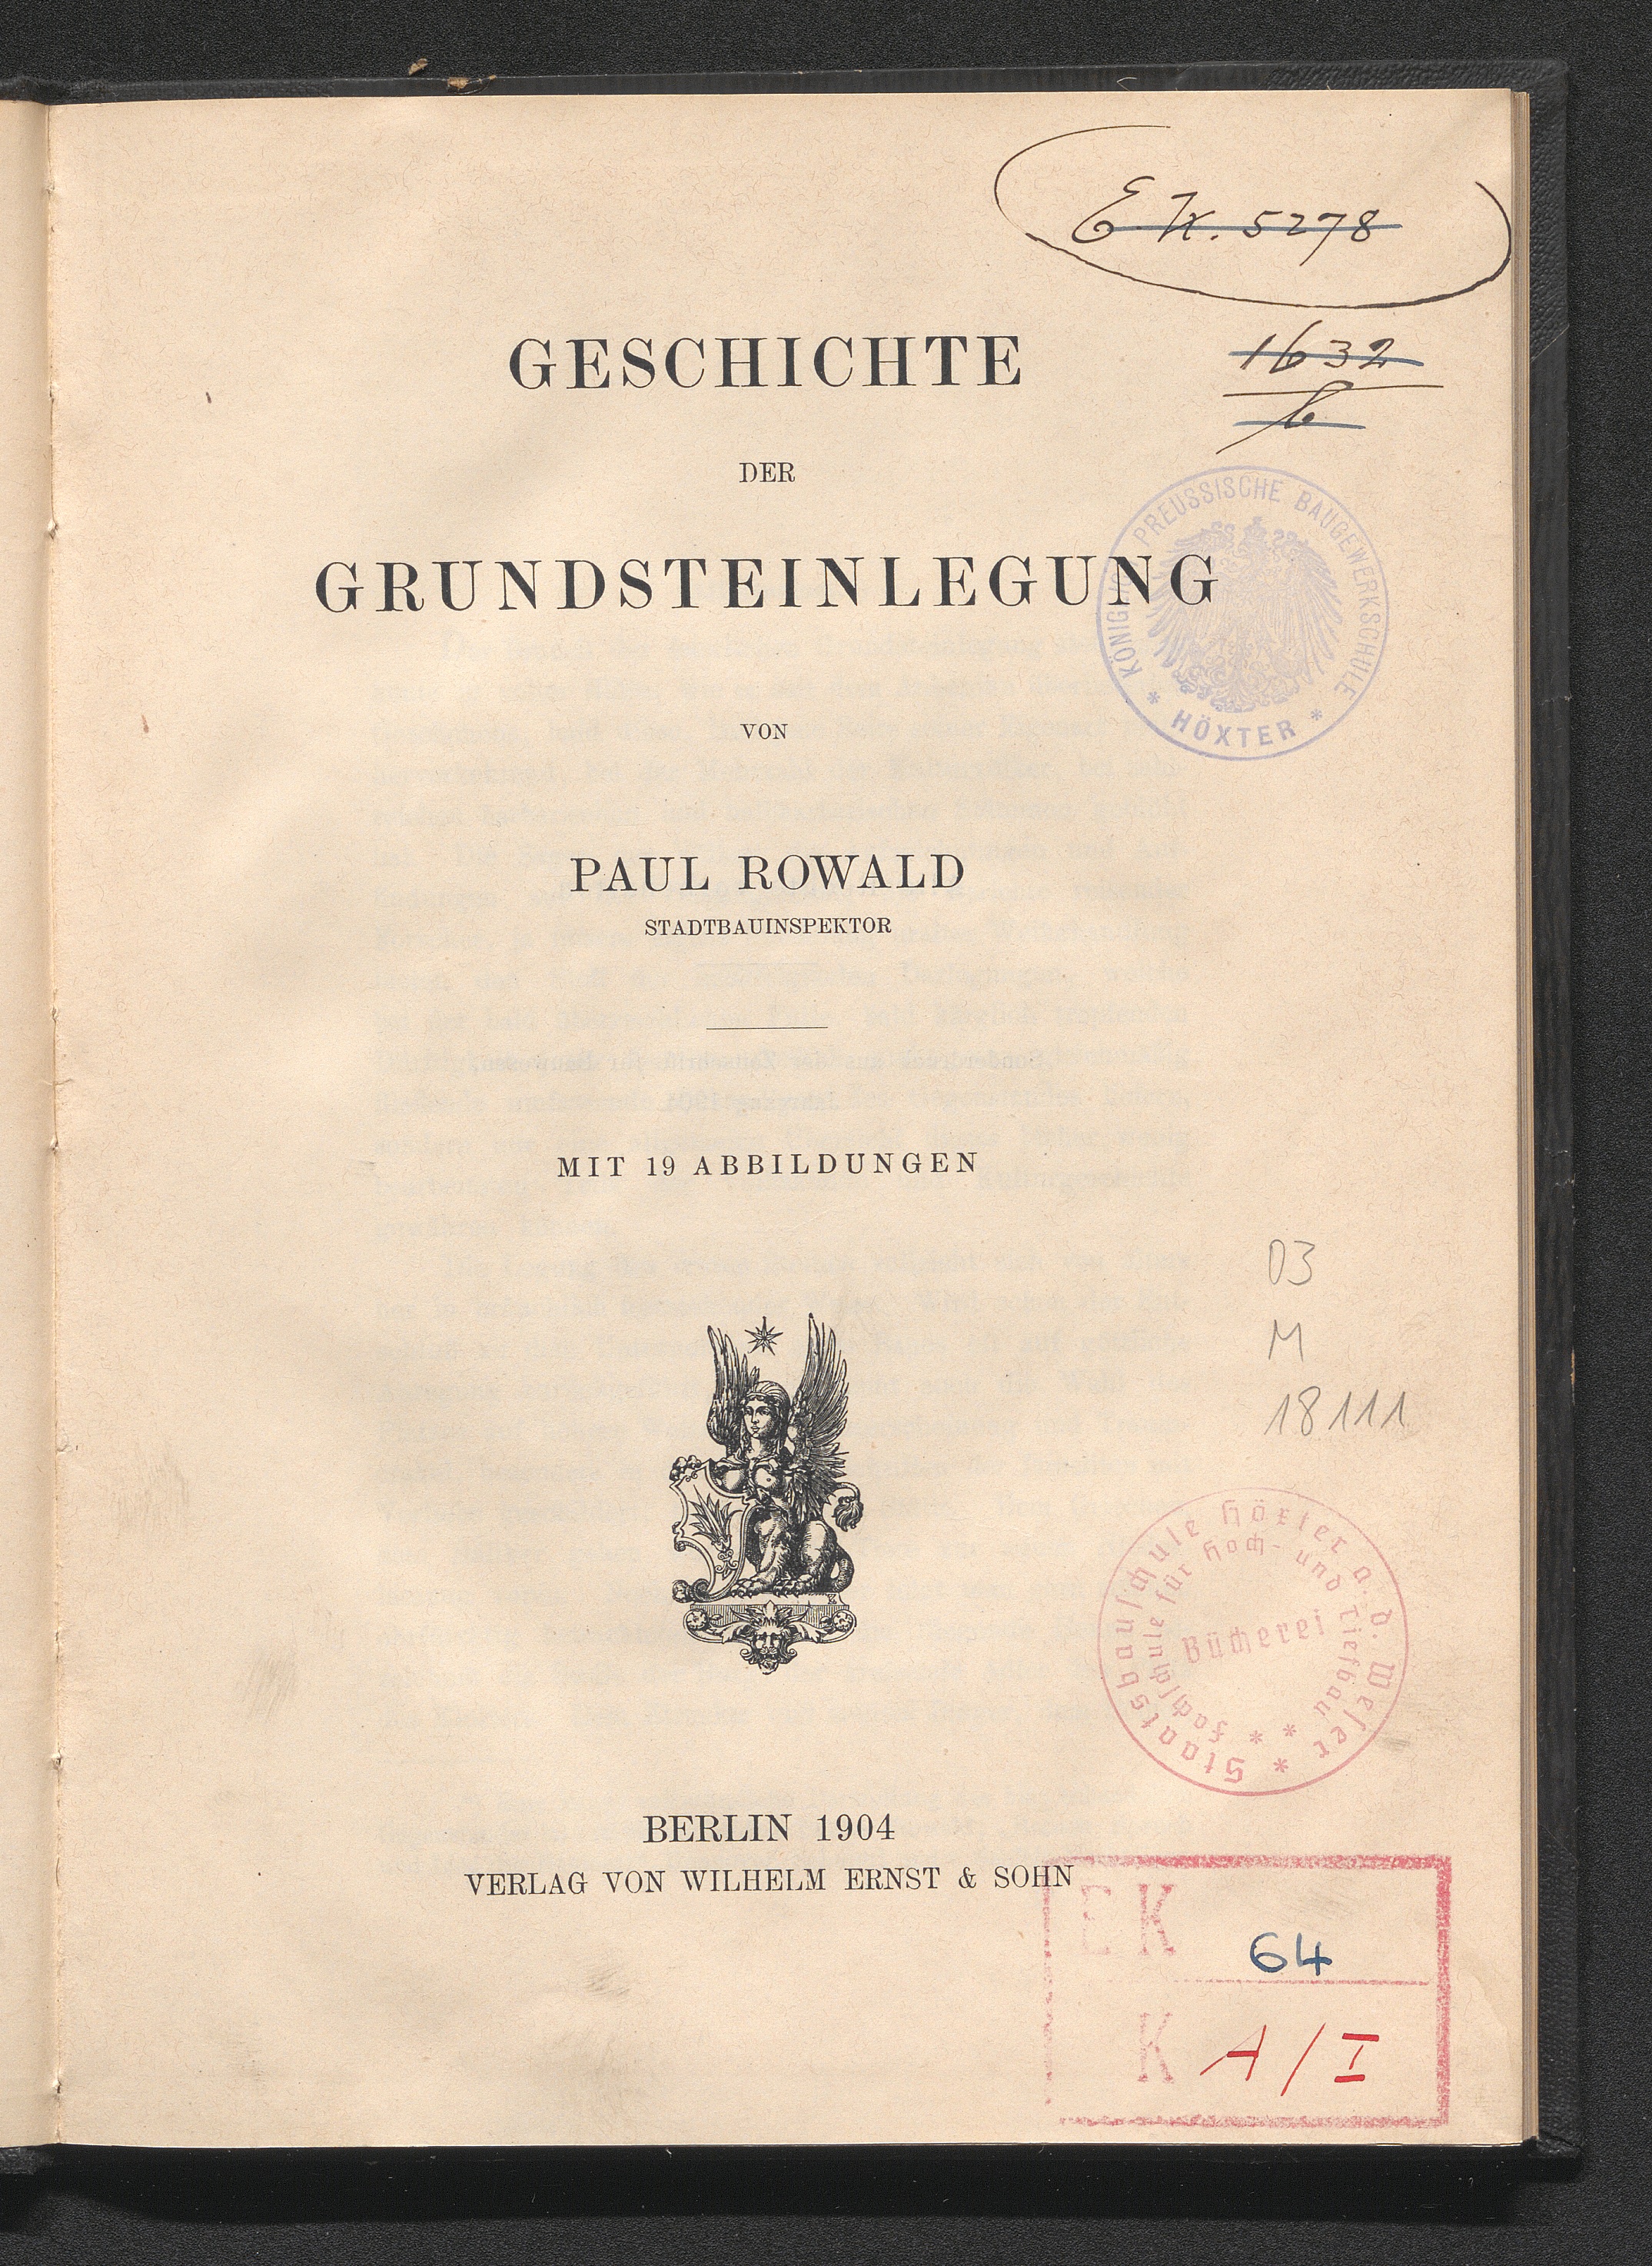 E. K. 5278
GESCHICHTE
1632
b
DER
KÖNIGL. PREUSSISCHE BAUGEWERKSCHULE
* HÖXTER *
GRUNDSTEINLEGUNG
VON
PAUL ROWALD
STADTBAUINSPEKTOR
MIT 19 ABBILDUNGEN
03
M
18111
Staatsbauschule Höxter a. d. Weser *
Fachschule für Hoch- und Tiefbau * *
Bücherei
BERLIN 1904
VERLAG VON WILHELM ERNST & SOHN
EK 64
K A/I